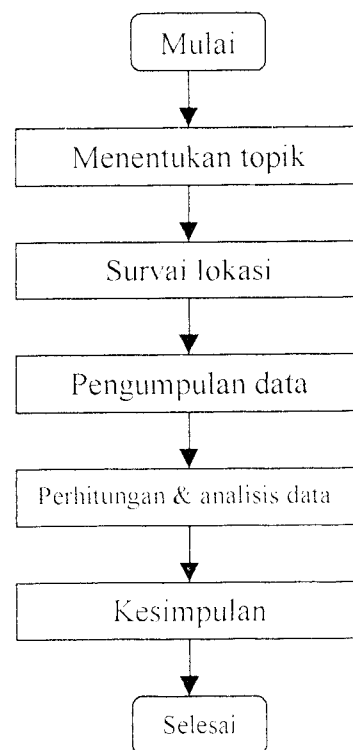 Mulai
Menentukan topik
Survai lokasi
Pengumpulan data
Perhitungan & analisis data
Kesimpulan
Selesai